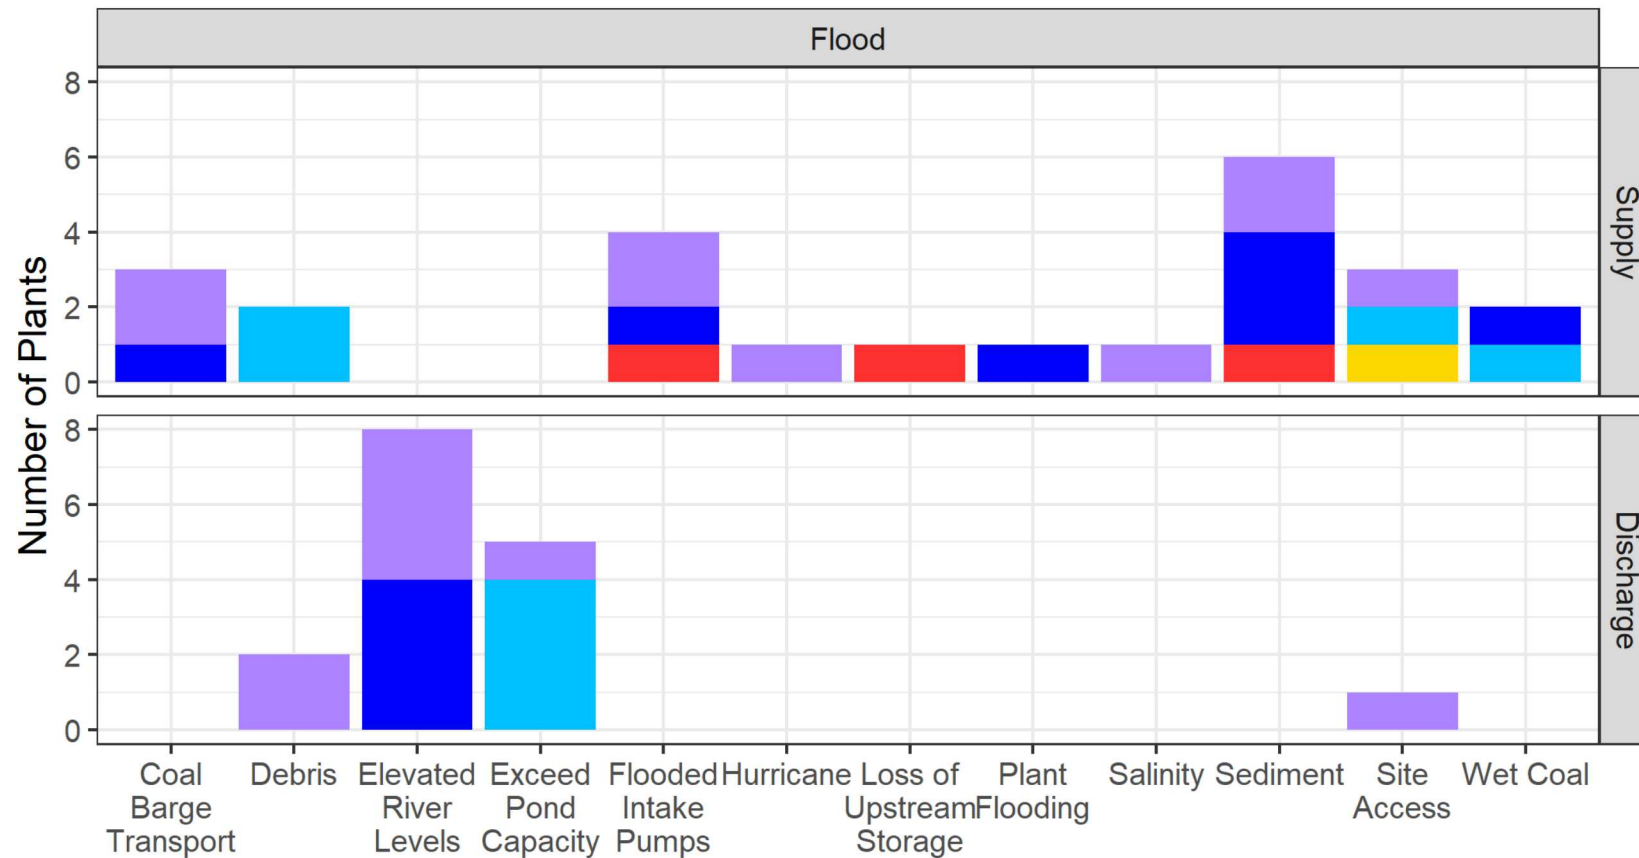 Flood
Number of Plants
8
6
4
2
0
Supply
8
6
4
2
0
Discharge
Coal
Barge
Transport
Debris
Elevated
River
Levels
Exceed
Pond
Capacity
Flooded
Intake
Pumps
Hurricane
Loss of
Upstream
Storage
Plant
Flooding
Salinity
Sediment
Site
Access
Wet Coal